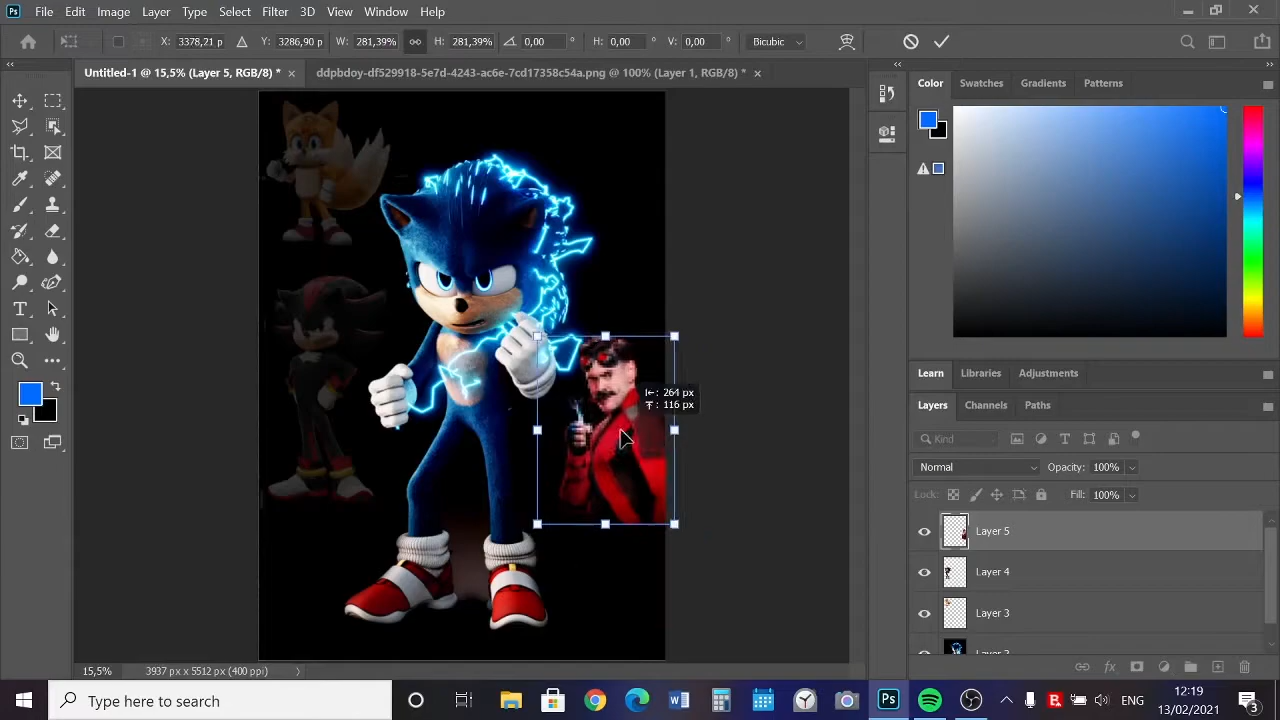 Ps File Edit Image Layer Type Select Filter 3D View Window Help
X: 3378,21 p Y: 3286,90 p W: 281,39% H: 281,39% 0,00 ° H: 0,00 ° V: 0,00 ° Bicubic
Untitled-1 @ 15,5% (Layer 5, RGB/8) * × ddpbdoy-df529918-5e7d-4243-ac6e-7cd17358c54a.png @ 100% (Layer 1, RGB/8) * ×
Color Swatches Gradients Patterns
Learn Libraries Adjustments
264 px
116 px
Layers Channels Paths
Kind
Normal Opacity: 100%
Lock: Fill: 100%
Layer 5
Layer 4
Layer 3
15,5% 3937 px x 5512 px (400 ppi)
Type here to search
Ps
ENG
12:19
13/02/2021
3